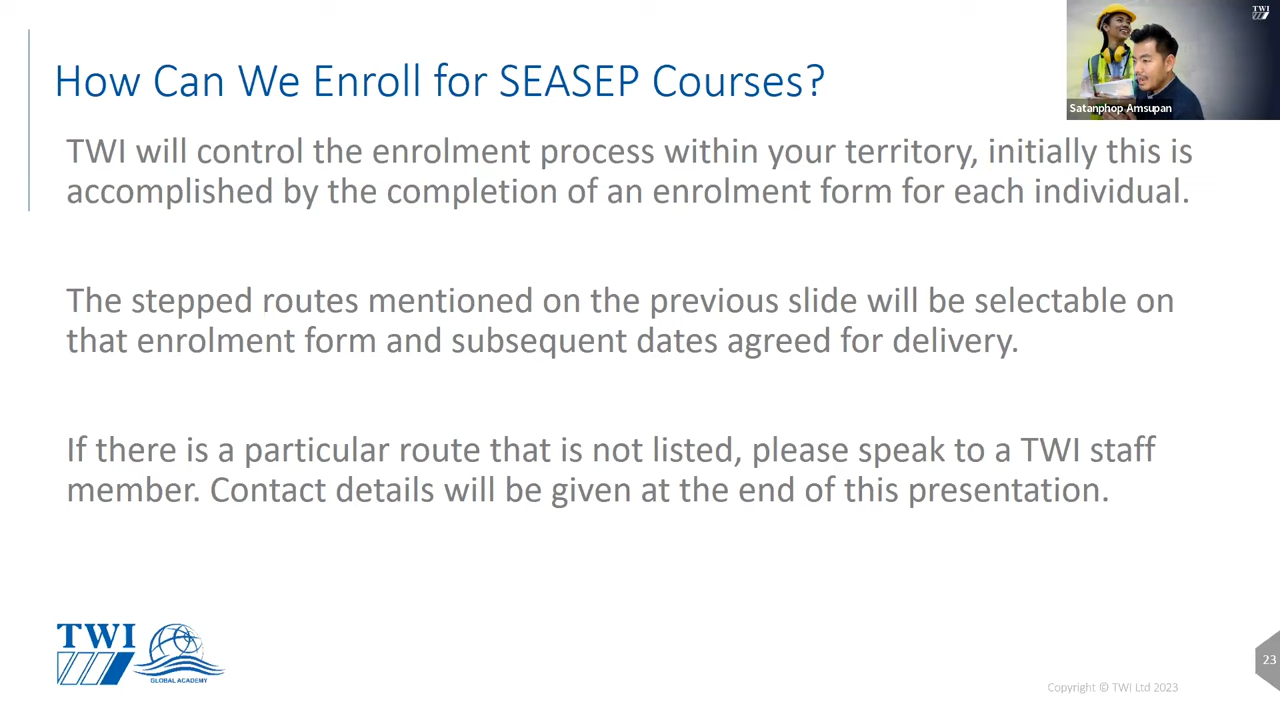 How Can We Enroll for SEASEP Courses?
TWI
Satanphop Amsupan
TWI will control the enrolment process within your territory, initially this is
accomplished by the completion of an enrolment form for each individual.
The stepped routes mentioned on the previous slide will be selectable on
that enrolment form and subsequent dates agreed for delivery.
If there is a particular route that is not listed, please speak to a TWI staff
member. Contact details will be given at the end of this presentation.
TWI
GLOBAL ACADEMY
Copyright © TWI Ltd 2023
23